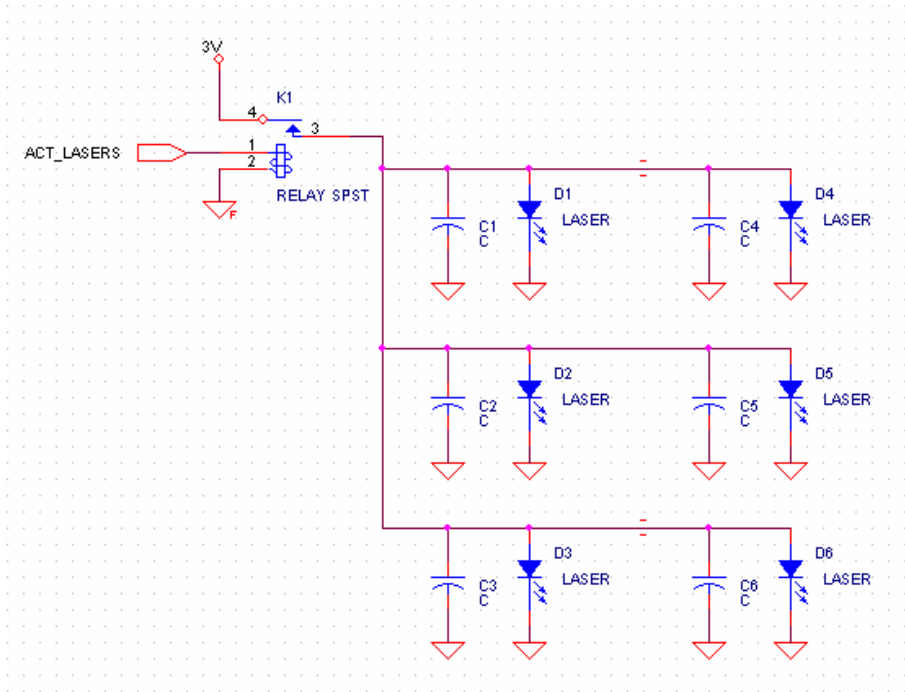 3V
K1
4
3
ACT_LASERS
1
2
RELAY SPST
F
D1
LASER
C1
C
D4
LASER
C4
C
D2
LASER
C2
C
D5
LASER
C5
C
D3
LASER
C3
C
D6
LASER
C6
C